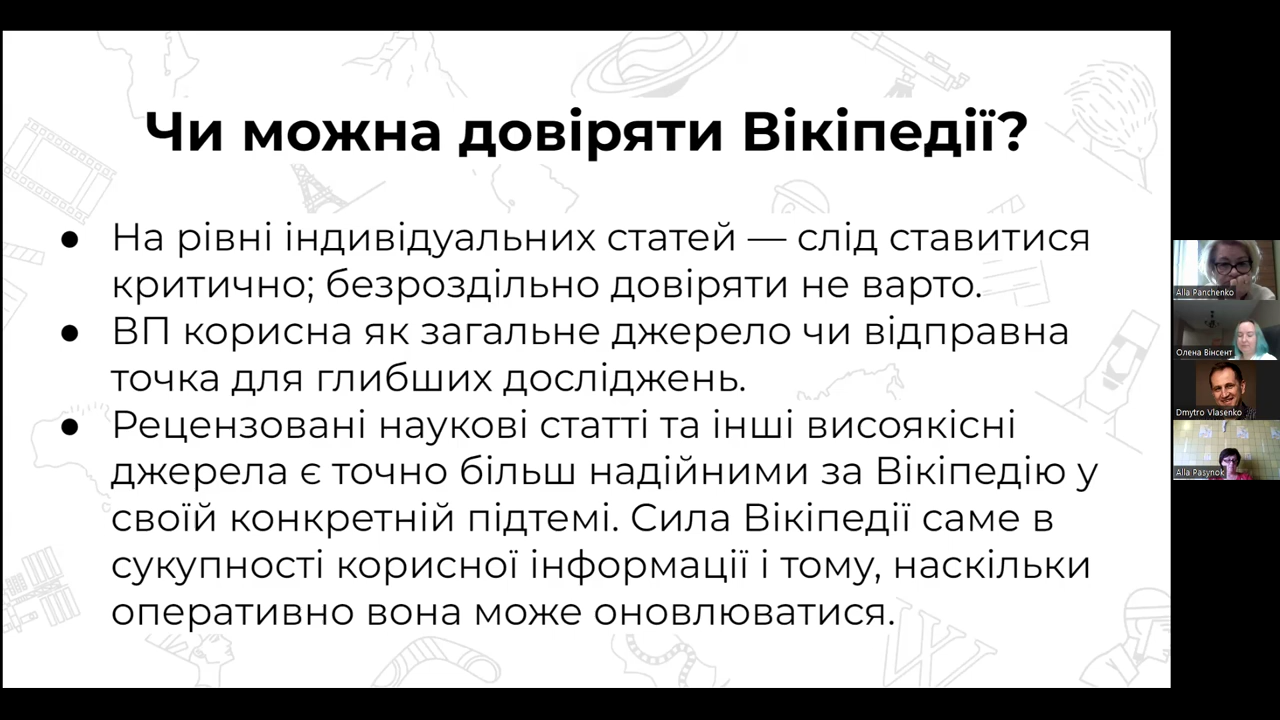 Чи можна довіряти Вікіпедії?
● На рівні індивідуальних статей — слід ставитися
критично; безроздільно довіряти не варто.
● ВП корисна як загальне джерело чи відправна
точка для глибших досліджень.
● Рецензовані наукові статті та інші високоякісні
джерела є точно більш надійними за Вікіпедію у
своїй конкретній підтемі. Сила Вікіпедії саме в
сукупності корисної інформації і тому, наскільки
оперативно вона може оновлюватися.
Alla Panchenko
Олена Вінсент
Dmytro Vlasenko
Alla Pasynok